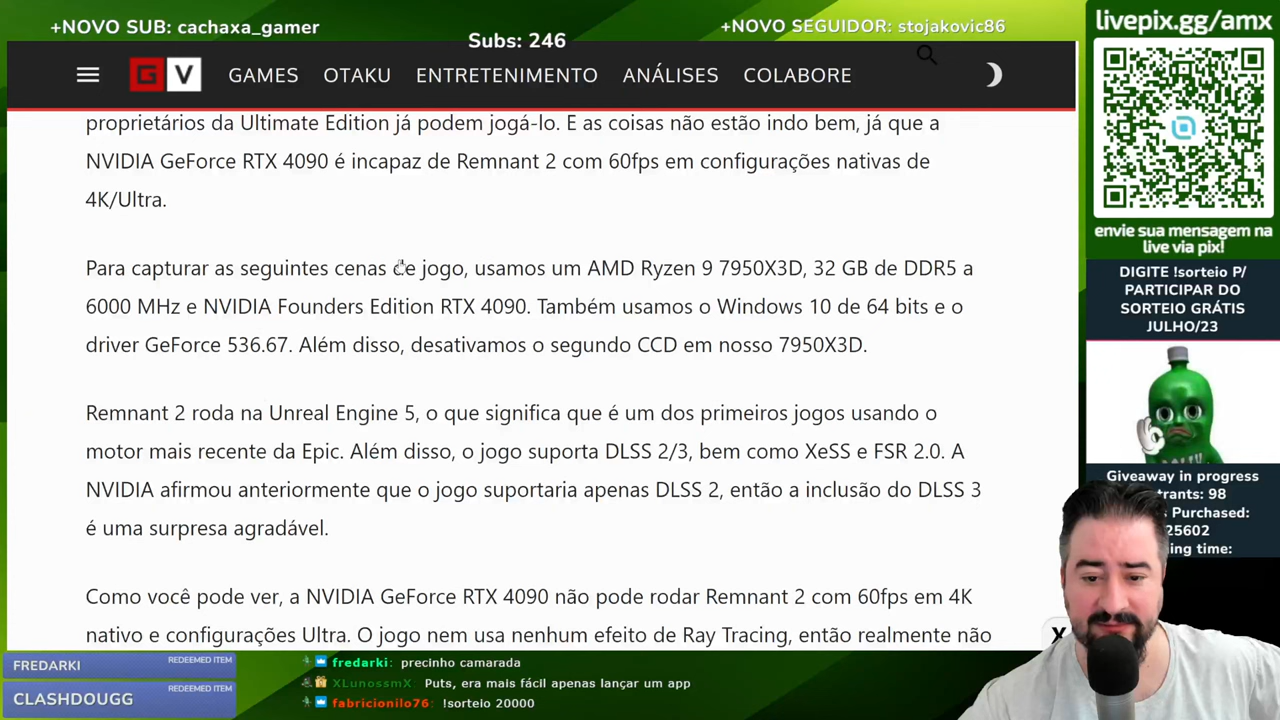 +NOVO SUB: cachaxa_gamer
Subs: 246
+NOVO SEGUIDOR: stojakovic86
livepix.gg/amx
G V
GAMES
OTAKU
ENTRETENIMENTO
ANÁLISES
COLABORE
proprietários da Ultimate Edition já podem jogá-lo. E as coisas não estão indo bem, já que a
NVIDIA GeForce RTX 4090 é incapaz de Remnant 2 com 60fps em configurações nativas de
4K/Ultra.
Para capturar as seguintes cenas de jogo, usamos um AMD Ryzen 9 7950X3D, 32 GB de DDR5 a
6000 MHz e NVIDIA Founders Edition RTX 4090. Também usamos o Windows 10 de 64 bits e o
driver GeForce 536.67. Além disso, desativamos o segundo CCD em nosso 7950X3D.
Remnant 2 roda na Unreal Engine 5, o que significa que é um dos primeiros jogos usando o
motor mais recente da Epic. Além disso, o jogo suporta DLSS 2/3, bem como XeSS e FSR 2.0. A
NVIDIA afirmou anteriormente que o jogo suportaria apenas DLSS 2, então a inclusão do DLSS 3
é uma surpresa agradável.
Como você pode ver, a NVIDIA GeForce RTX 4090 não pode rodar Remnant 2 com 60fps em 4K
nativo e configurações Ultra. O jogo nem usa nenhum efeito de Ray Tracing, então realmente não
X
envie sua mensagem na
live via pix!
DIGITE !sorteio P/
PARTICIPAR DO
SORTEIO GRÁTIS
JULHO/23
Giveaway in progress
trants: 98
Purchased:
25602
time:
FREDARKI
REDEEMED ITEM
CLASHDOUGG
REDEEMED ITEM
fredarki: precinho camarada
XLunossmX: Puts, era mais fácil apenas lançar um app
fabricionilo76: !sorteio 20000